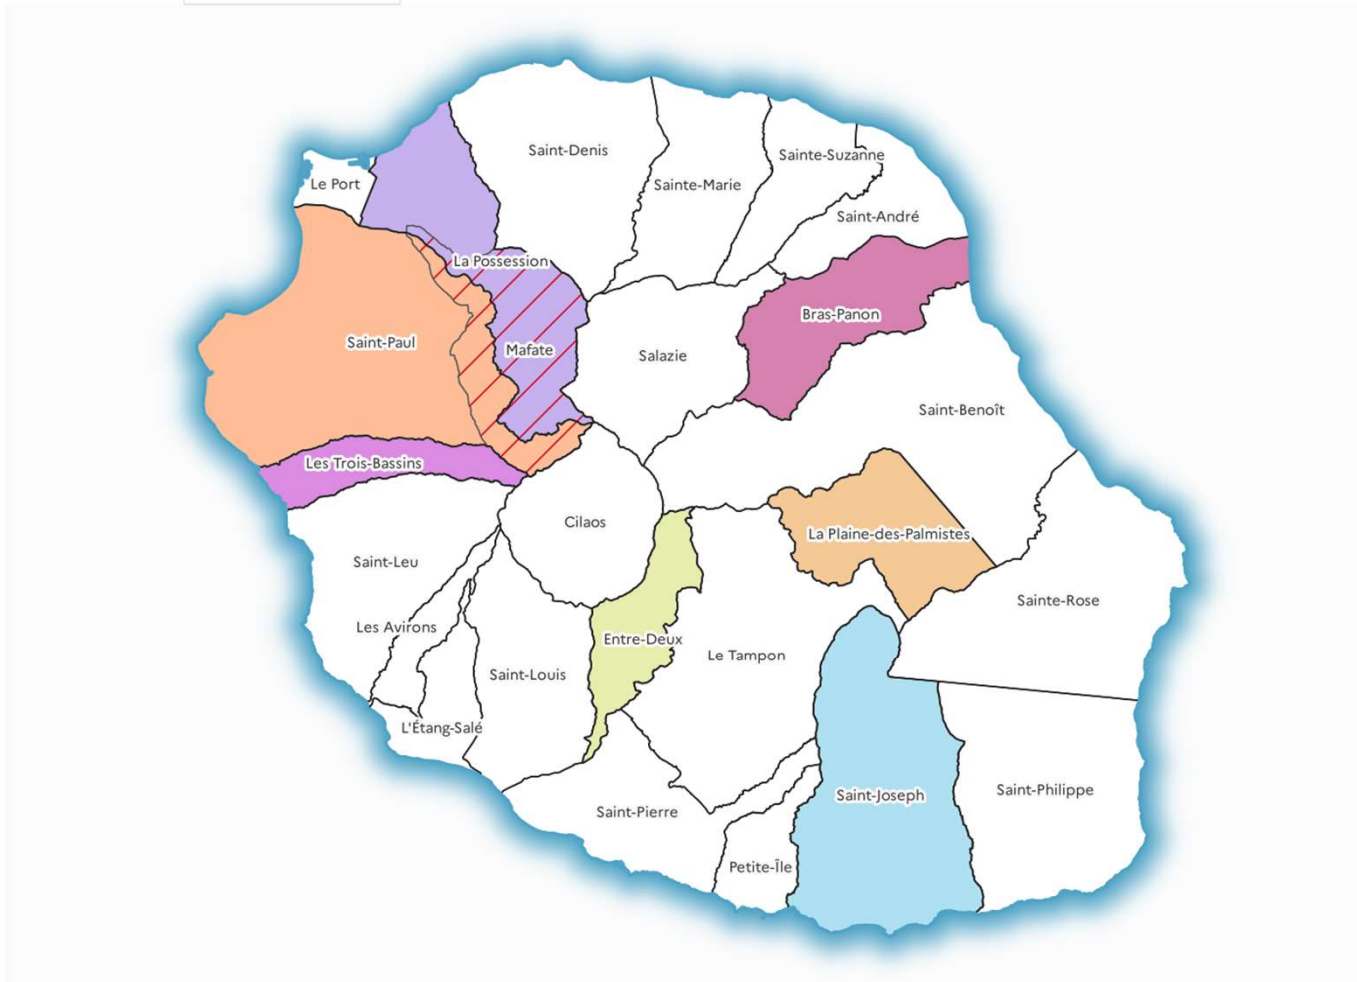 Saint-Denis
Sainte-Suzanne
Le Port
Sainte-Marie
Saint-André
La Possession
Bras-Panon
Saint-Paul
Mafate
Salazie
Saint-Benoît
Les Trois-Bassins
Cilaos
La Plaine-des-Palmistes
Saint-Leu
Sainte-Rose
Les Avirons
Entre-Deux
Le Tampon
Saint-Louis
L'Étang-Salé
Saint-Joseph
Saint-Philippe
Saint-Pierre
Petite-Île